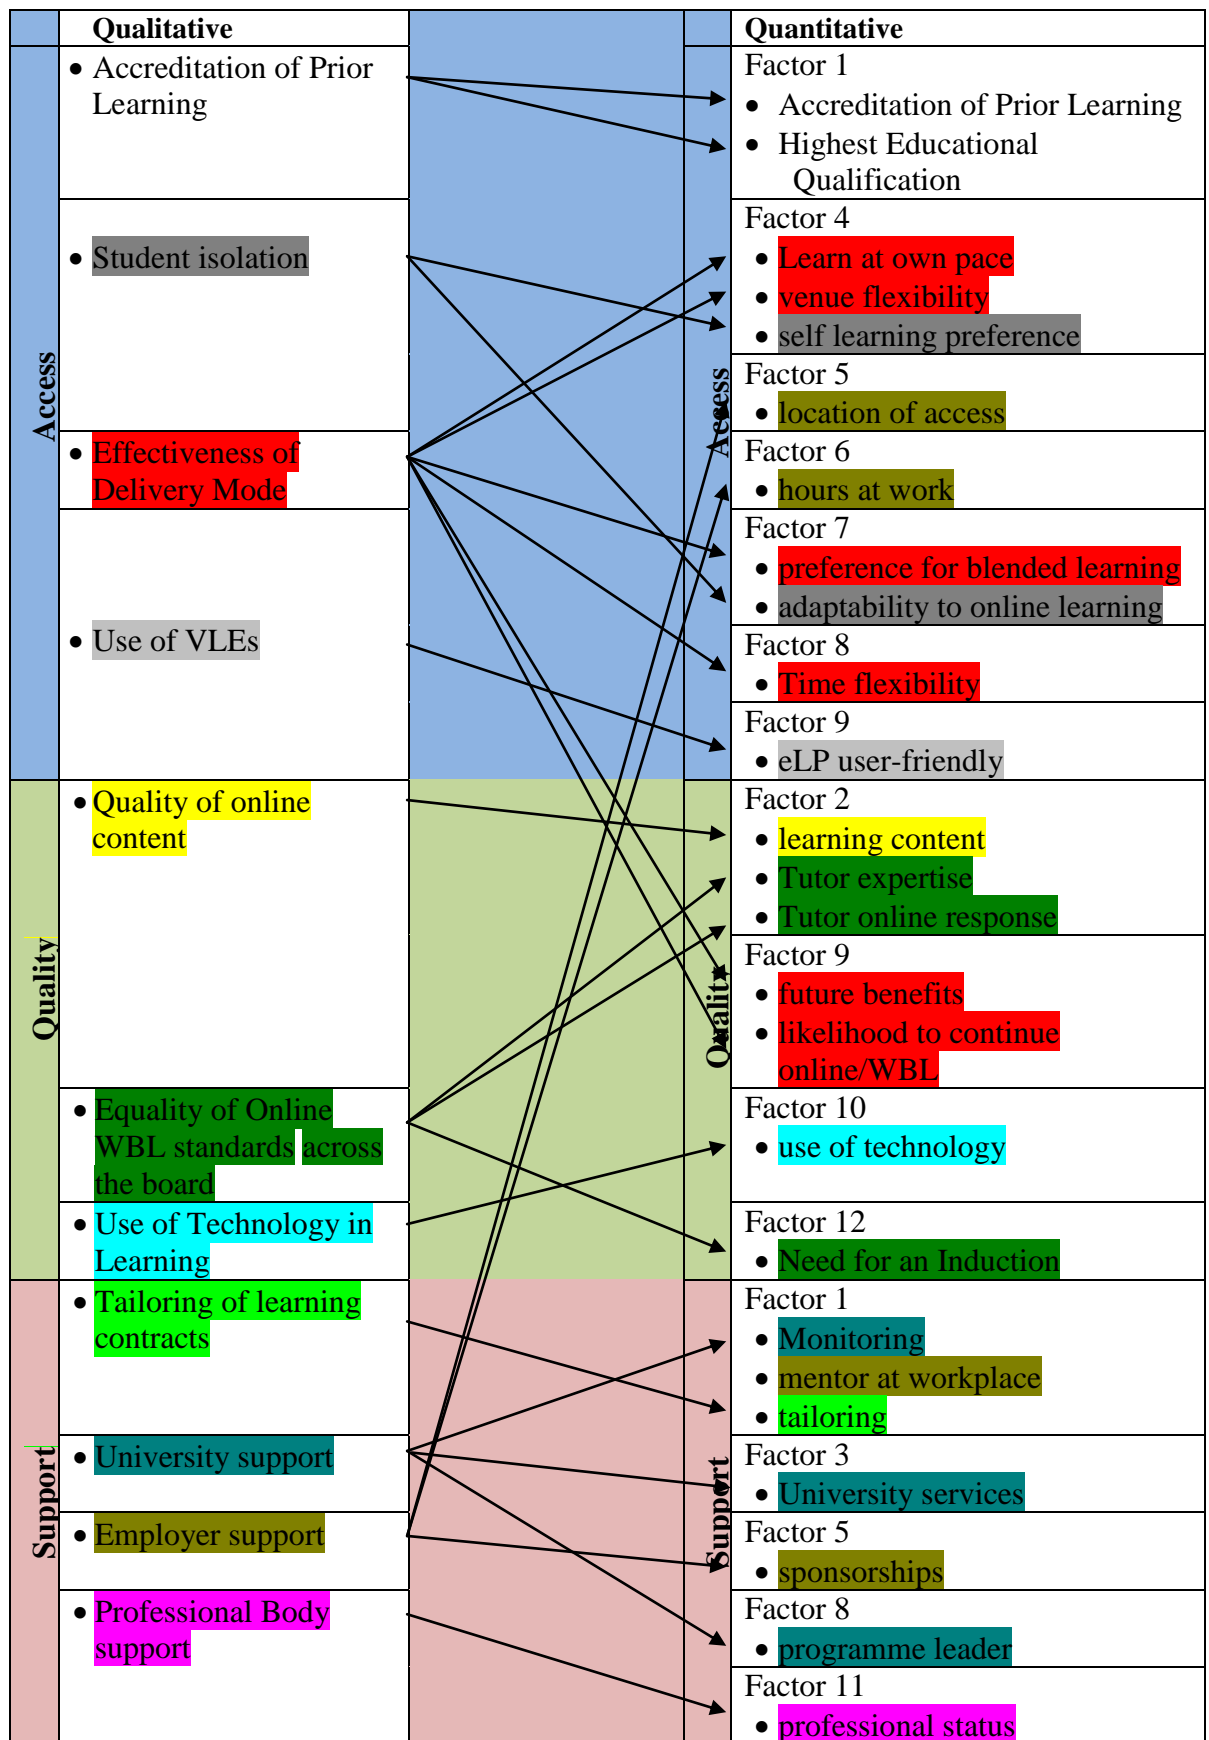 Qualitative
Quantitative
Access
• Accreditation of Prior
Learning
• Student isolation
• Effectiveness of
Delivery Mode
• Use of VLEs
Access
Factor 1
• Accreditation of Prior Learning
• Highest Educational
Qualification
Factor 4
• Learn at own pace
• venue flexibility
• self learning preference
Factor 5
• location of access
Factor 6
• hours at work
Factor 7
• preference for blended learning
• adaptability to online learning
Factor 8
• Time flexibility
Factor 9
• eLP user-friendly
Quality
• Quality of online
content
• Equality of Online
WBL standards across
the board
• Use of Technology in
Learning
Quality
Factor 2
• learning content
• Tutor expertise
• Tutor online response
Factor 9
• future benefits
• likelihood to continue
online/WBL
Factor 10
• use of technology
Factor 12
• Need for an Induction
Support
• Tailoring of learning
contracts
• University support
• Employer support
• Professional Body
support
Support
Factor 1
• Monitoring
• mentor at workplace
• tailoring
Factor 3
• University services
Factor 5
• sponsorships
Factor 8
• programme leader
Factor 11
• professional status